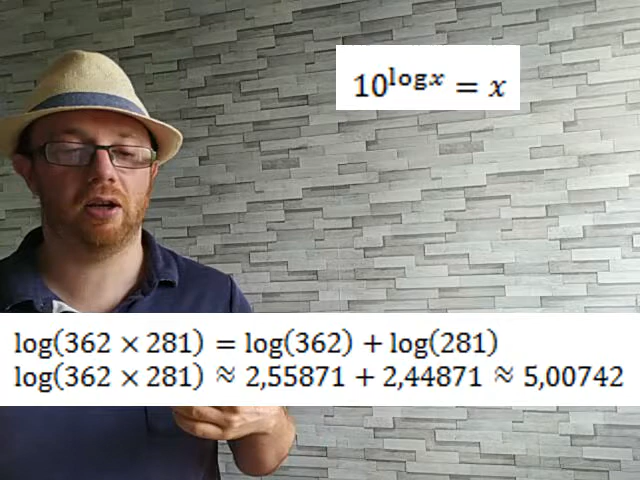 10^{log x} = x
log(362 × 281) = log(362) + log(281)
log(362 × 281) ≈ 2,55871 + 2,44871 ≈ 5,00742